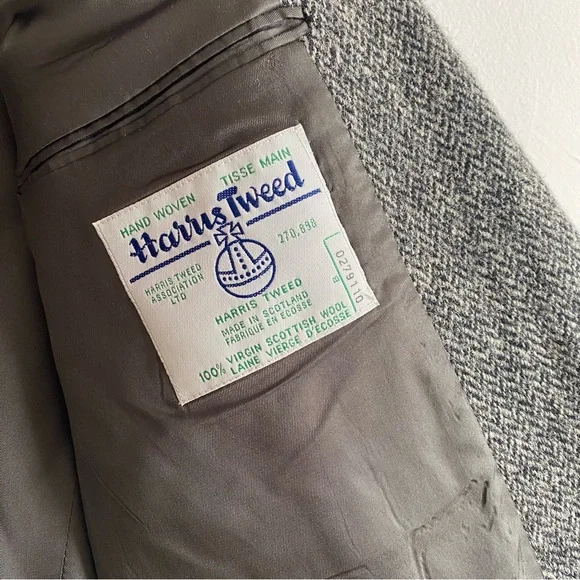 HAND WOVEN TISSE MAIN
Harris Tweed
270,898
HARRIS TWEED
ASSOCIATION
LTD
0279110
HARRIS TWEED
MADE IN SCOTLAND
FABRIQUE EN ECOSSE
100% VIRGIN SCOTTISH WOOL
LAINE VIERGE D'ECOSSE